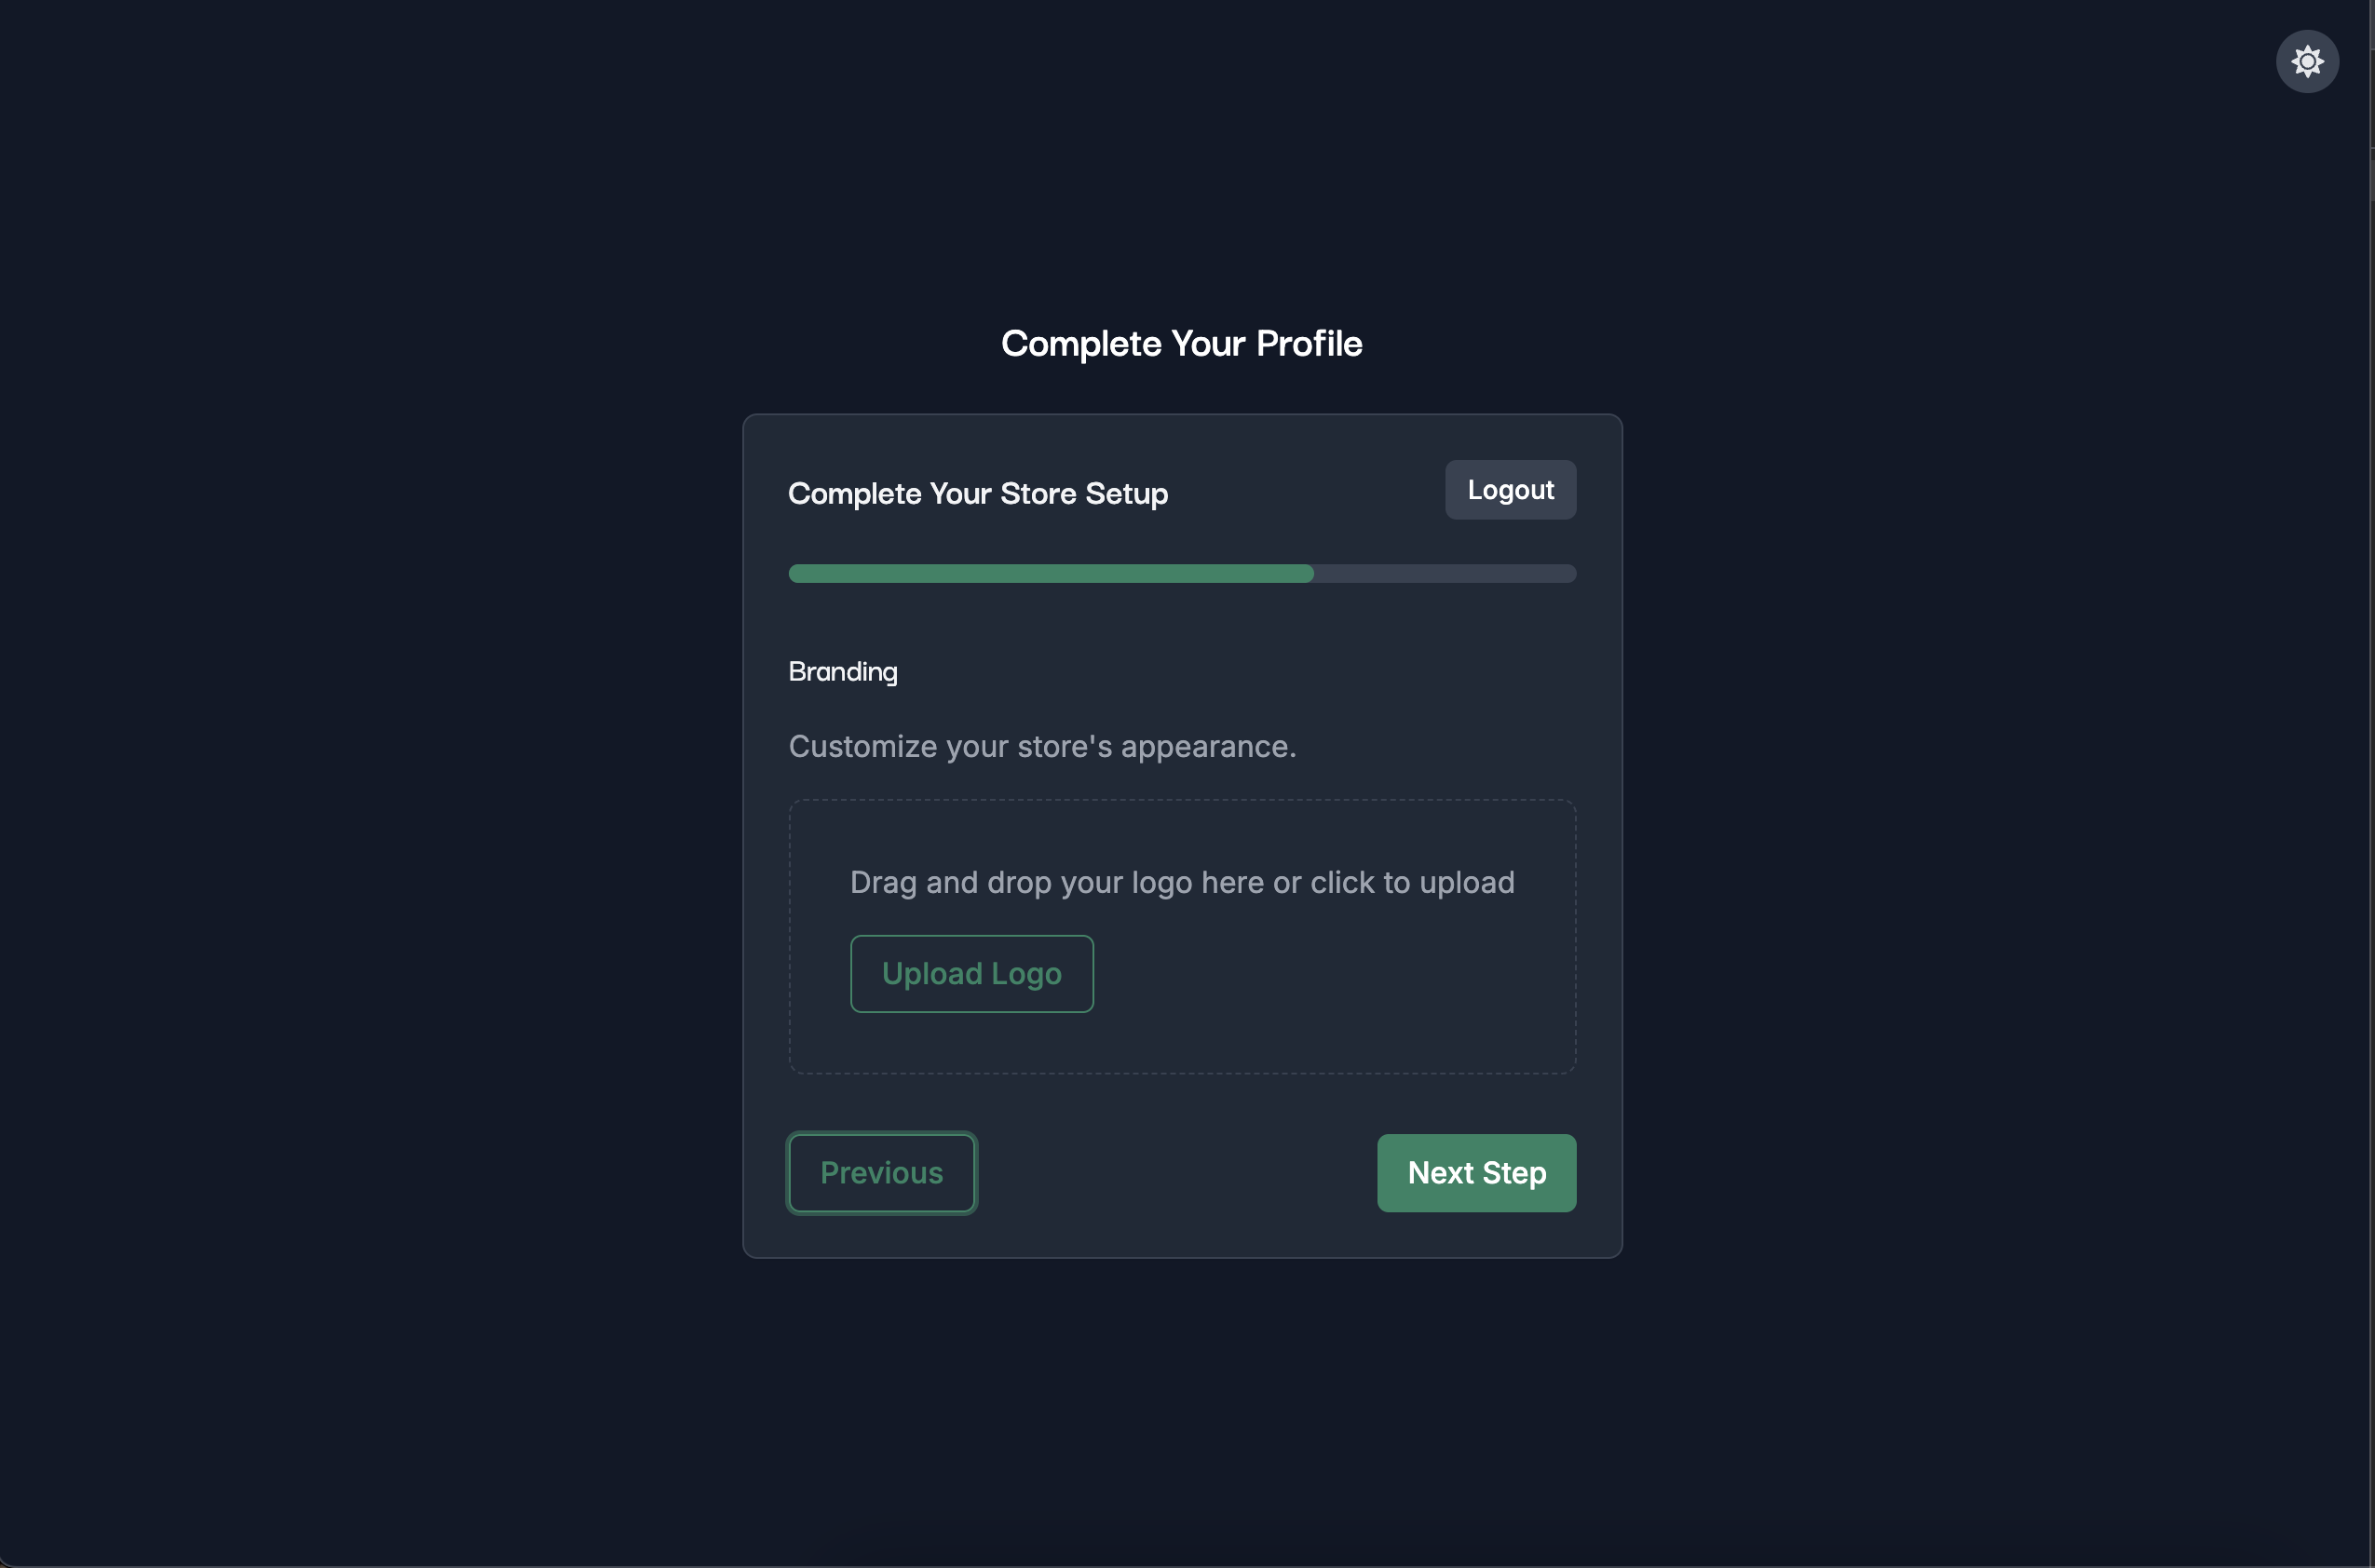 Complete Your Profile
Complete Your Store Setup
Logout
Branding
Customize your store's appearance.
Drag and drop your logo here or click to upload
Upload Logo
Previous
Next Step